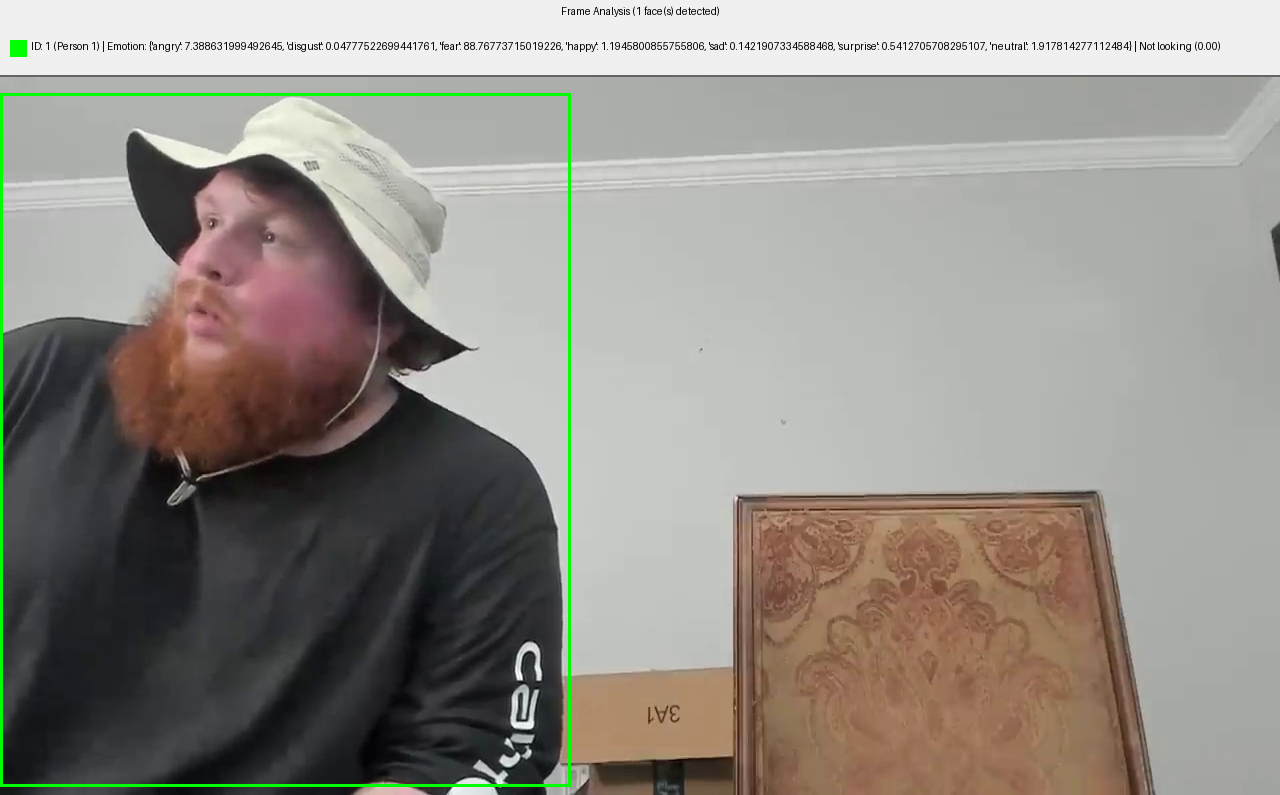 Frame Analysis (1 face(s) detected)
ID: 1 (Person 1) | Emotion: {'angry': 7.388631999492645, 'disgust': 0.04777522699441761, 'fear': 88.76773715019226, 'happy': 1.1945800855755806, 'sad': 0.1421907334588468, 'surprise': 0.5412705708295107, 'neutral': 1.917814277112484} | Not looking (0.00)
3A1